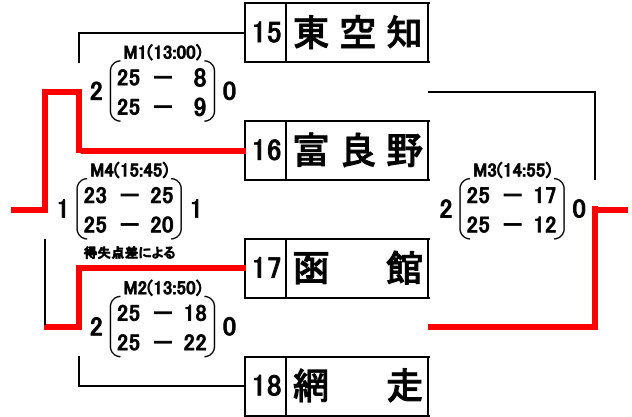 15 東空知
M1(13:00)
2 25 － 8 0
25 － 9
16 富良野
M4(15:45)
1 23 － 25 1
25 － 20
得失点差による
M3(14:55)
2 25 － 17 0
25 － 12
17 函　館
M2(13:50)
2 25 － 18 0
25 － 22
18 網　走